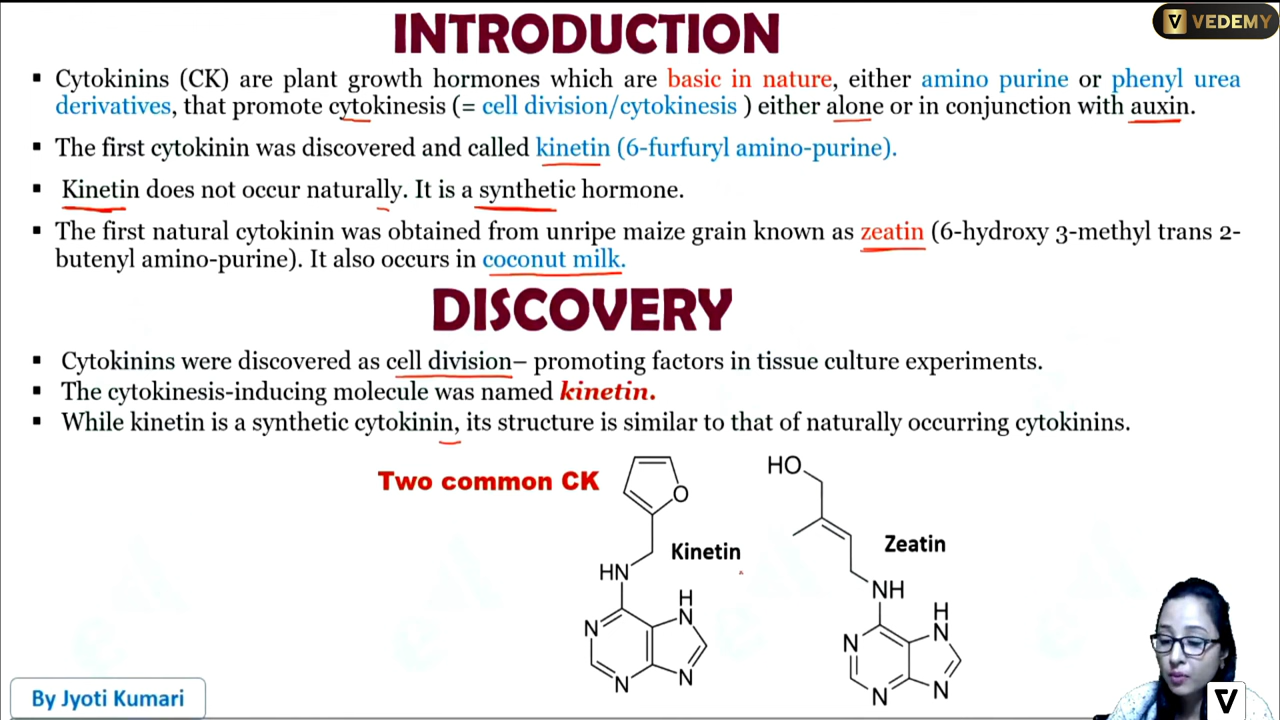 INTRODUCTION
VEDEMY
▪ Cytokinins (CK) are plant growth hormones which are basic in nature, either amino purine or phenyl urea
derivatives, that promote cytokinesis (= cell division/cytokinesis ) either alone or in conjunction with auxin.
▪ The first cytokinin was discovered and called kinetin (6-furfuryl amino-purine).
▪ Kinetin does not occur naturally. It is a synthetic hormone.
▪ The first natural cytokinin was obtained from unripe maize grain known as zeatin (6-hydroxy 3-methyl trans 2-
butenyl amino-purine). It also occurs in coconut milk.
DISCOVERY
▪ Cytokinins were discovered as cell division– promoting factors in tissue culture experiments.
▪ The cytokinesis-inducing molecule was named kinetin.
▪ While kinetin is a synthetic cytokinin, its structure is similar to that of naturally occurring cytokinins.
Two common CK
O
HN
N
N
H
N
N
Kinetin
HO
NH
N
N
H
N
N
Zeatin
By Jyoti Kumari
V